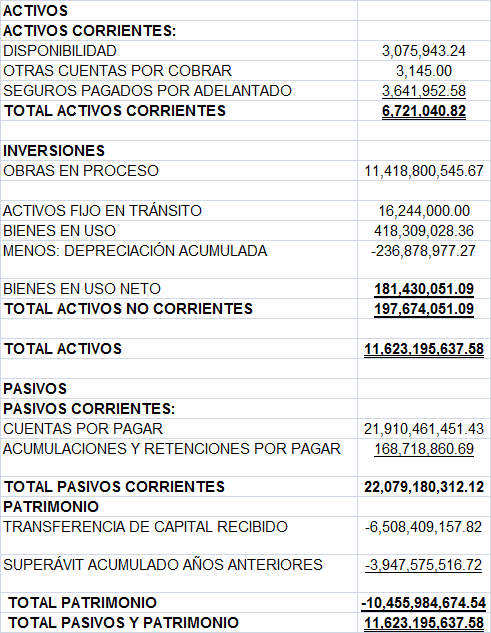 ACTIVOS
ACTIVOS CORRIENTES:
DISPONIBILIDAD 3,075,943.24
OTRAS CUENTAS POR COBRAR 3,145.00
SEGUROS PAGADOS POR ADELANTADO 3,641,952.58
TOTAL ACTIVOS CORRIENTES 6,721,040.82
INVERSIONES
OBRAS EN PROCESO 11,418,800,545.67
ACTIVOS FIJO EN TRÁNSITO 16,244,000.00
BIENES EN USO 418,309,028.36
MENOS: DEPRECIACIÓN ACUMULADA -236,878,977.27
BIENES EN USO NETO 181,430,051.09
TOTAL ACTIVOS NO CORRIENTES 197,674,051.09
TOTAL ACTIVOS 11,623,195,637.58
PASIVOS
PASIVOS CORRIENTES:
CUENTAS POR PAGAR 21,910,461,451.43
ACUMULACIONES Y RETENCIONES POR PAGAR 168,718,860.69
TOTAL PASIVOS CORRIENTES 22,079,180,312.12
PATRIMONIO
TRANSFERENCIA DE CAPITAL RECIBIDO -6,508,409,157.82
SUPERÁVIT ACUMULADO AÑOS ANTERIORES -3,947,575,516.72
TOTAL PATRIMONIO -10,455,984,674.54
TOTAL PASIVOS Y PATRIMONIO 11,623,195,637.58